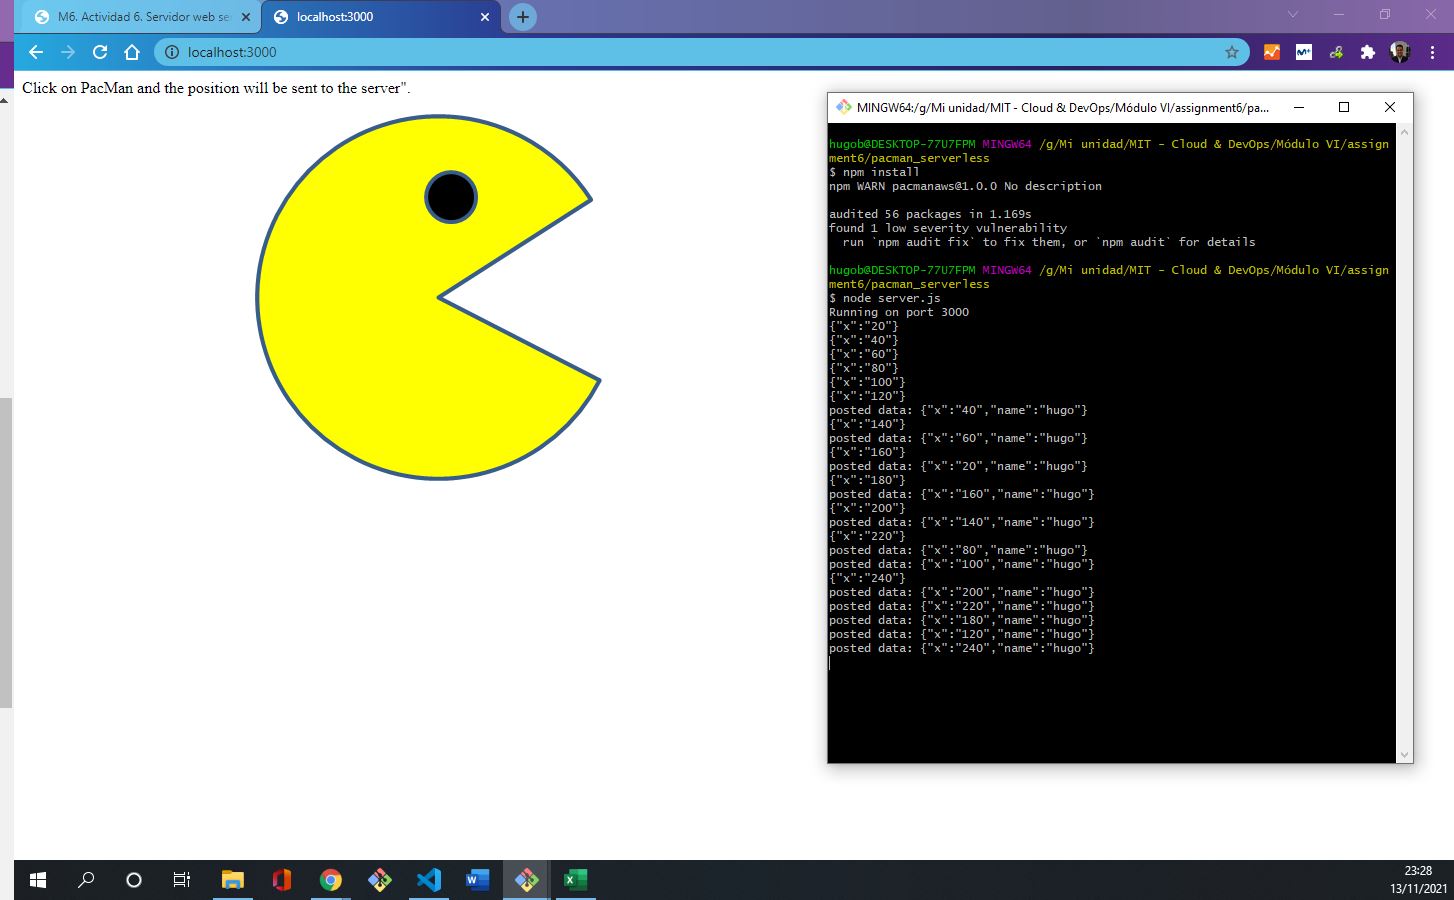 M6. Actividad 6. Servidor web se
localhost:3000
localhost:3000
Click on PacMan and the position will be sent to the server".
MINGW64:/g/Mi unidad/MIT - Cloud & DevOps/Módulo VI/assignment6/pa...
hugob@DESKTOP-77U7FPM MINGW64 /g/Mi unidad/MIT - Cloud & DevOps/Módulo VI/assign
ment6/pacman_serverless
$ npm install
npm WARN pacmanaws@1.0.0 No description
audited 56 packages in 1.169s
found 1 low severity vulnerability
run `npm audit fix` to fix them, or `npm audit` for details
hugob@DESKTOP-77U7FPM MINGW64 /g/Mi unidad/MIT - Cloud & DevOps/Módulo VI/assign
ment6/pacman_serverless
$ node server.js
Running on port 3000
{"x":"20"}
{"x":"40"}
{"x":"60"}
{"x":"80"}
{"x":"100"}
{"x":"120"}
posted data: {"x":"40","name":"hugo"}
{"x":"140"}
posted data: {"x":"60","name":"hugo"}
{"x":"160"}
posted data: {"x":"20","name":"hugo"}
{"x":"180"}
posted data: {"x":"160","name":"hugo"}
{"x":"200"}
posted data: {"x":"140","name":"hugo"}
{"x":"220"}
posted data: {"x":"80","name":"hugo"}
posted data: {"x":"100","name":"hugo"}
{"x":"240"}
posted data: {"x":"200","name":"hugo"}
posted data: {"x":"220","name":"hugo"}
posted data: {"x":"180","name":"hugo"}
posted data: {"x":"120","name":"hugo"}
posted data: {"x":"240","name":"hugo"}
23:28
13/11/2021